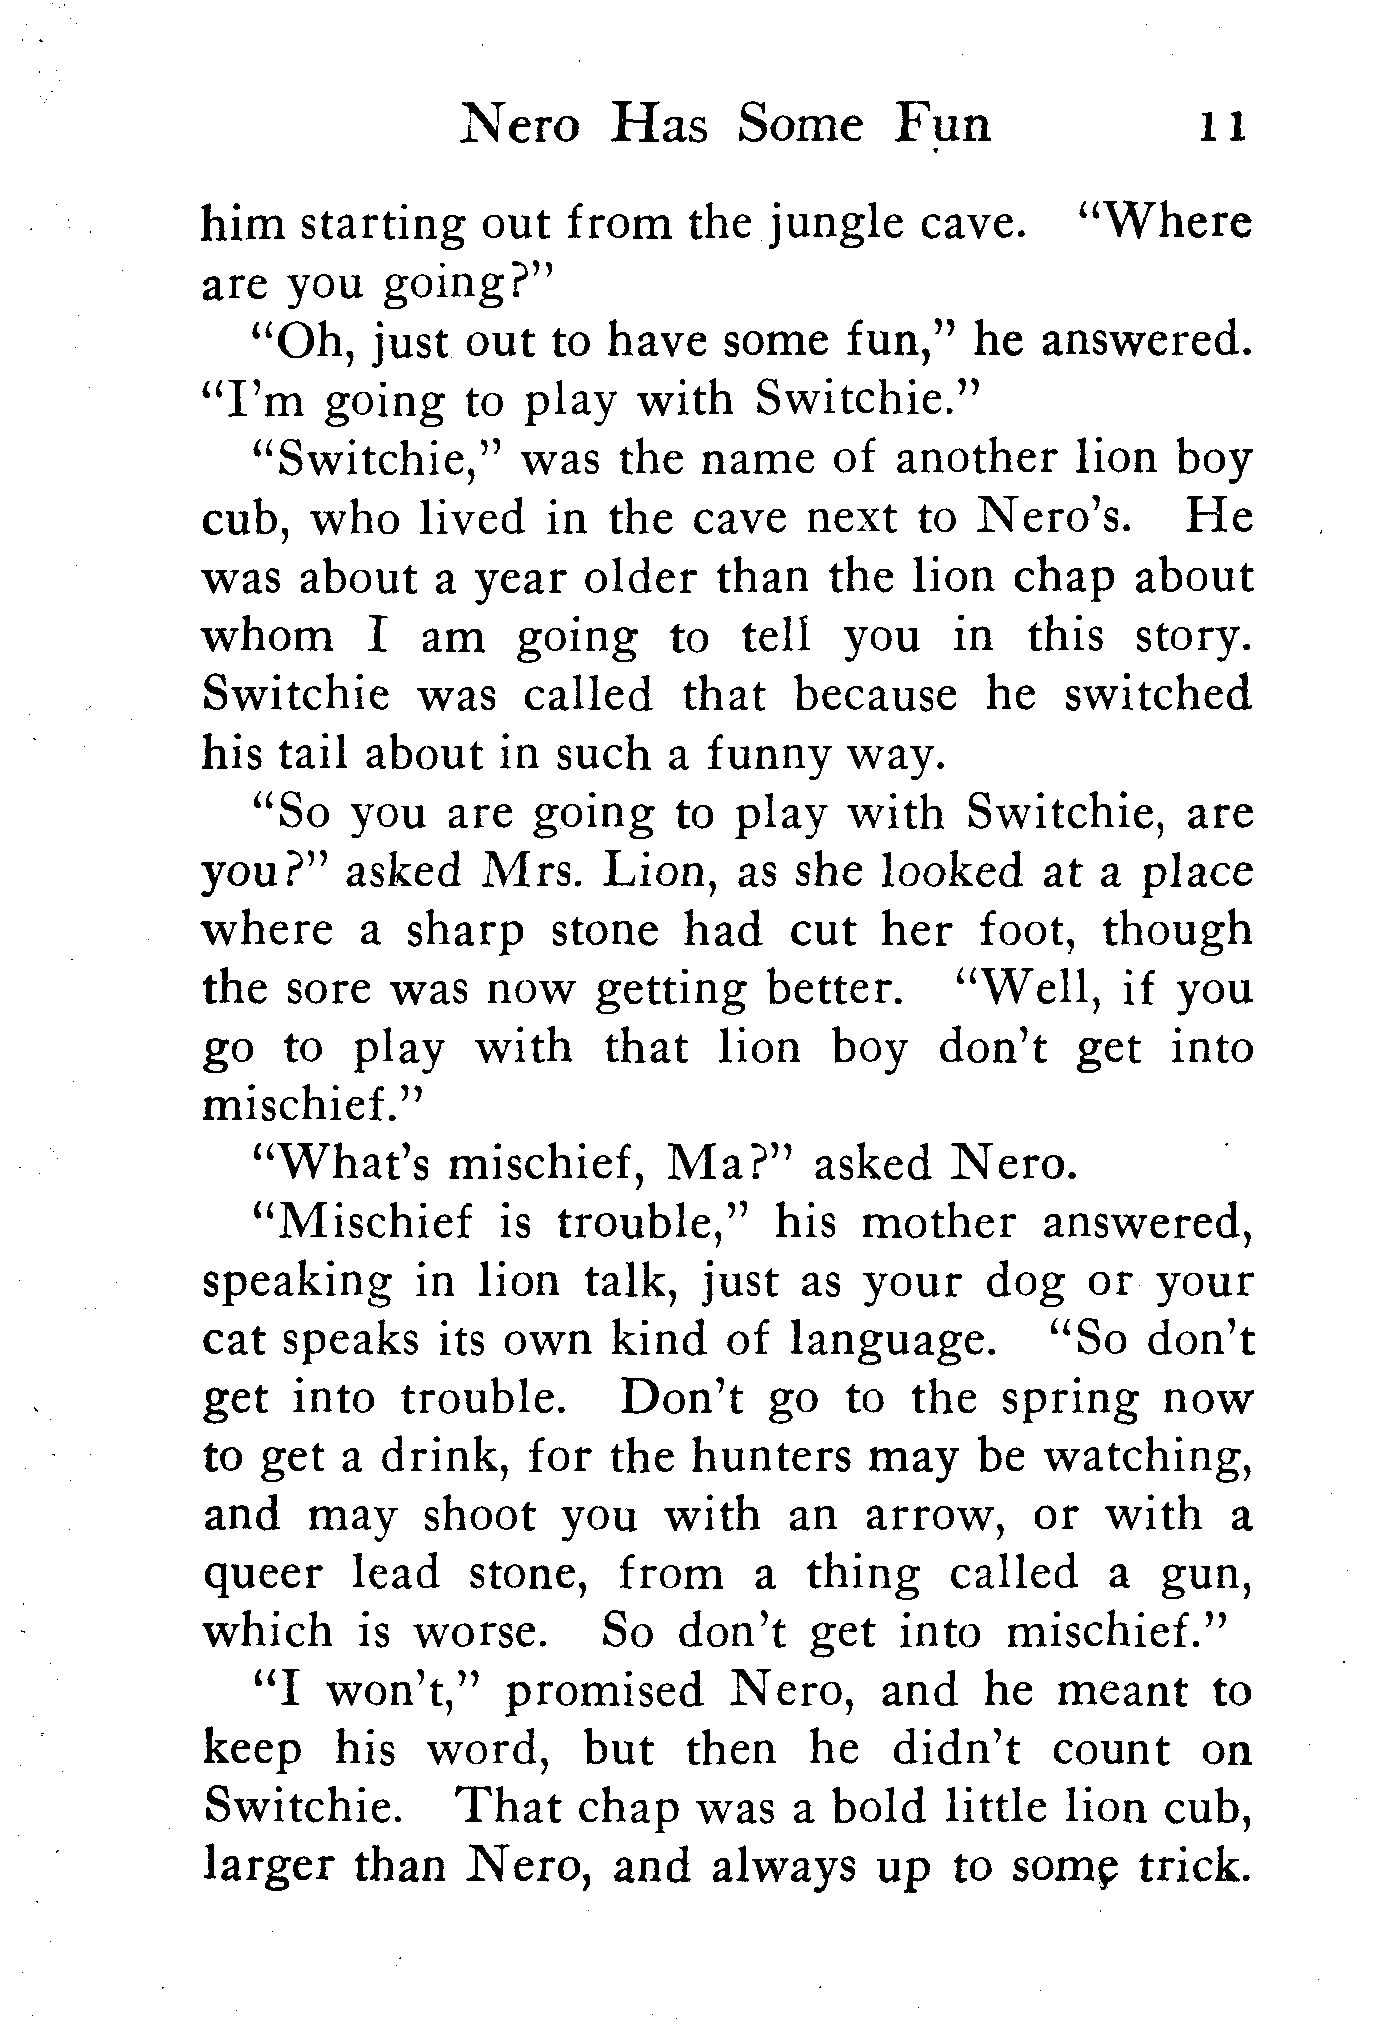 Nero Has Some Fun 11
him starting out from the jungle cave. “Where
are you going?”
“Oh, just out to have some fun,” he answered.
“I’m going to play with Switchie.”
“Switchie,” was the name of another lion boy
cub, who lived in the cave next to Nero’s. He
was about a year older than the lion chap about
whom I am going to tell you in this story.
Switchie was called that because he switched
his tail about in such a funny way.
“So you are going to play with Switchie, are
you?” asked Mrs. Lion, as she looked at a place
where a sharp stone had cut her foot, though
the sore was now getting better. “Well, if you
go to play with that lion boy don’t get into
mischief.”
“What’s mischief, Ma?” asked Nero.
“Mischief is trouble,” his mother answered,
speaking in lion talk, just as your dog or your
cat speaks its own kind of language. “So don’t
get into trouble. Don’t go to the spring now
to get a drink, for the hunters may be watching,
and may shoot you with an arrow, or with a
queer lead stone, from a thing called a gun,
which is worse. So don’t get into mischief.”
“I won’t,” promised Nero, and he meant to
keep his word, but then he didn’t count on
Switchie. That chap was a bold little lion cub,
larger than Nero, and always up to some trick.